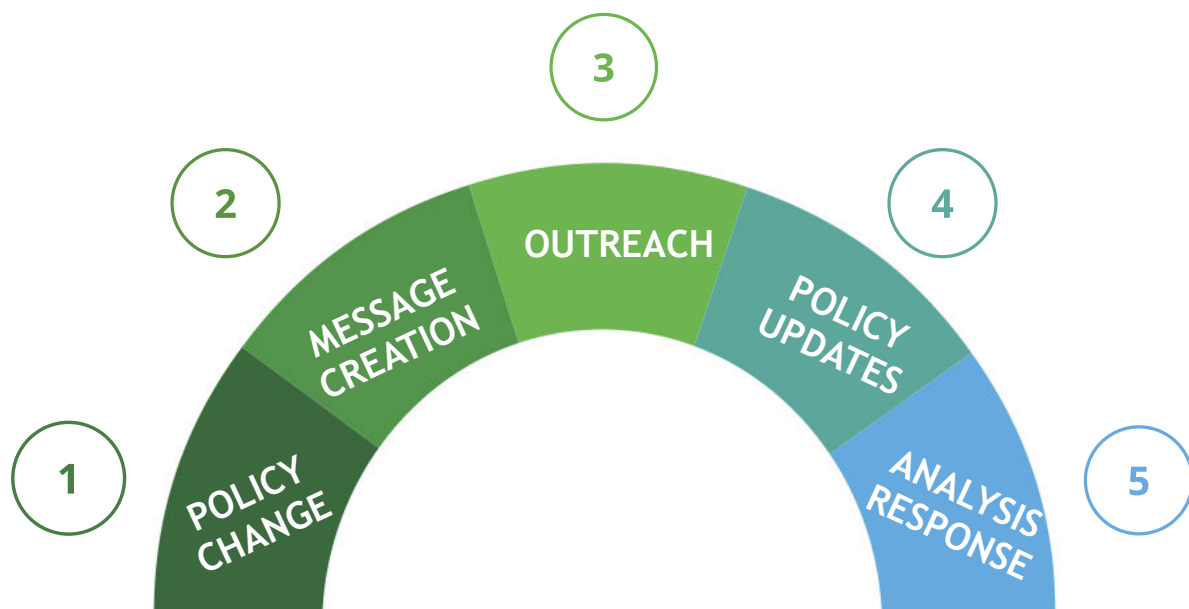 1
POLICY
CHANGE
2
MESSAGE
CREATION
3
OUTREACH
4
POLICY
UPDATES
5
ANALYSIS
RESPONSE